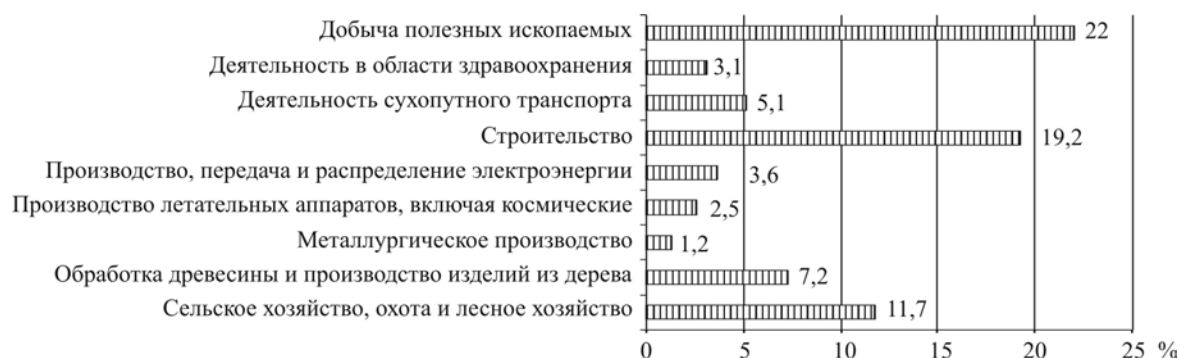 Добыча полезных ископаемых 22
Деятельность в области здравоохранения 3,1
Деятельность сухопутного транспорта 5,1
Строительство 19,2
Производство, передача и распределение электроэнергии 3,6
Производство летательных аппаратов, включая космические 2,5
Металлургическое производство 1,2
Обработка древесины и производство изделий из дерева 7,2
Сельское хозяйство, охота и лесное хозяйство 11,7
0 5 10 15 20 25 %